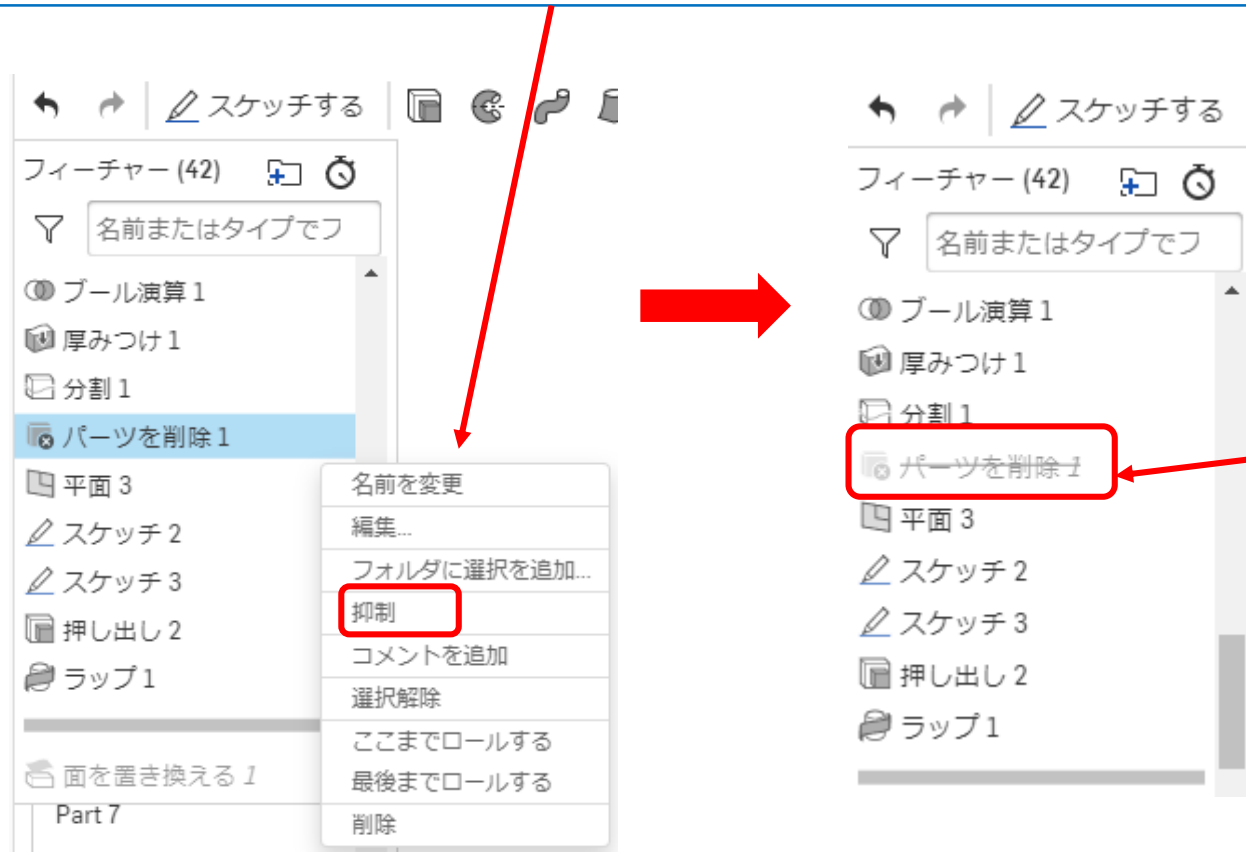 スケッチする
フィーチャー (42)
名前またはタイプでフ
ブール演算 1
厚みつけ 1
分割 1
パーツを削除 1
平面 3
スケッチ 2
スケッチ 3
押し出し 2
ラップ 1
面を置き換える 1
Part 7
名前を変更
編集...
フォルダに選択を追加...
抑制
コメントを追加
選択解除
ここまでロールする
最後までロールする
削除
スケッチする
フィーチャー (42)
名前またはタイプでフ
ブール演算 1
厚みつけ 1
分割 1
パーツを削除 1
平面 3
スケッチ 2
スケッチ 3
押し出し 2
ラップ 1